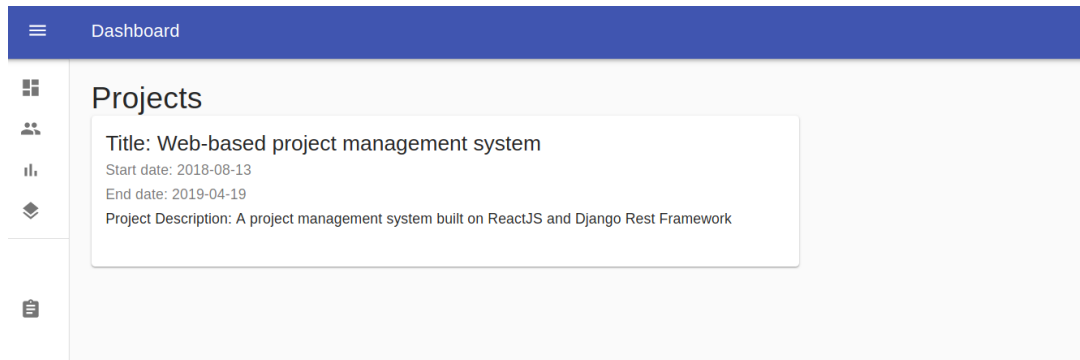 Dashboard
Projects
Title: Web-based project management system
Start date: 2018-08-13
End date: 2019-04-19
Project Description: A project management system built on ReactJS and Django Rest Framework